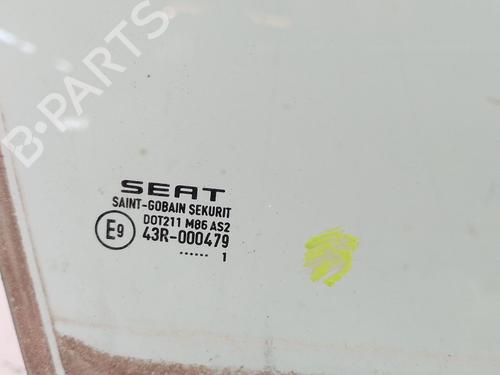 B-PARTS
SEAT
SAINT-GOBAIN SEKURIT
DOT211 M86 AS2
E9 43R-000479
...... 1